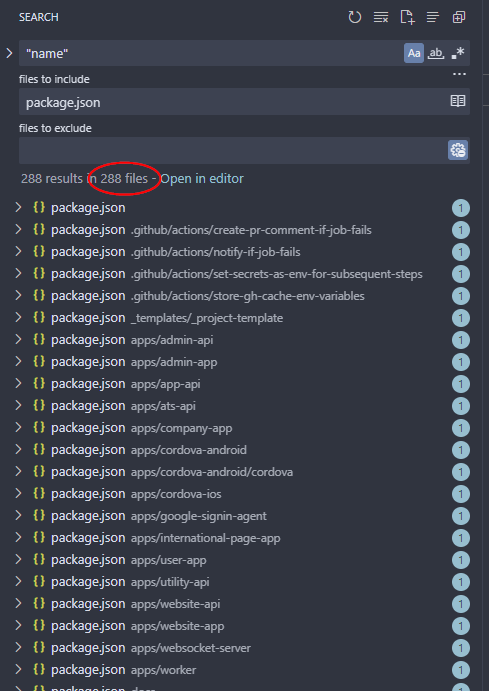 SEARCH
"name"
Aa ab .*
files to include
...
package.json
files to exclude
288 results in 288 files - Open in editor
{} package.json 1
{} package.json .github/actions/create-pr-comment-if-job-fails 1
{} package.json .github/actions/notify-if-job-fails 1
{} package.json .github/actions/set-secrets-as-env-for-subsequent-steps 1
{} package.json .github/actions/store-gh-cache-env-variables 1
{} package.json _templates/_project-template 1
{} package.json apps/admin-api 1
{} package.json apps/admin-app 1
{} package.json apps/app-api 1
{} package.json apps/ats-api 1
{} package.json apps/company-app 1
{} package.json apps/cordova-android 1
{} package.json apps/cordova-android/cordova 1
{} package.json apps/cordova-ios 1
{} package.json apps/google-signin-agent 1
{} package.json apps/international-page-app 1
{} package.json apps/user-app 1
{} package.json apps/utility-api 1
{} package.json apps/website-api 1
{} package.json apps/website-app 1
{} package.json apps/websocket-server 1
{} package.json apps/worker 1
{} package.json docs